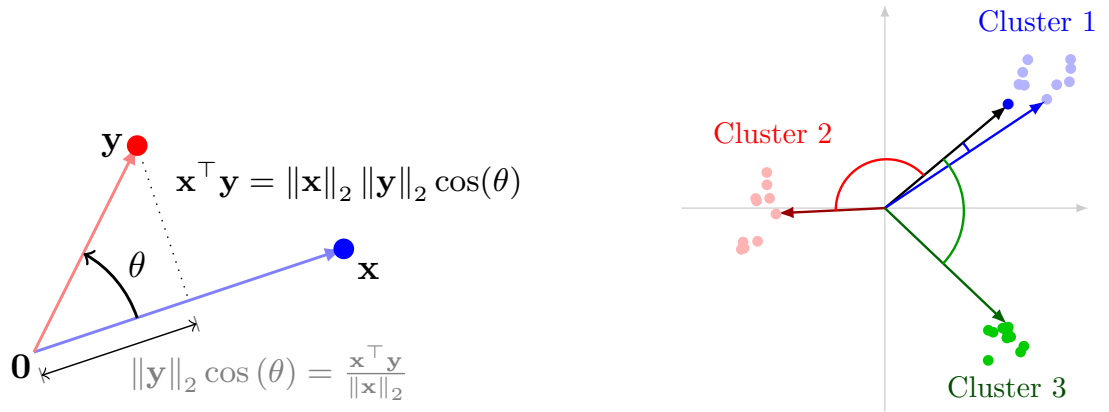 y
x⊤y = ‖x‖₂ ‖y‖₂ cos(θ)
θ
x
0
‖y‖₂ cos (θ) = x⊤y / ‖x‖₂
Cluster 1
Cluster 2
Cluster 3